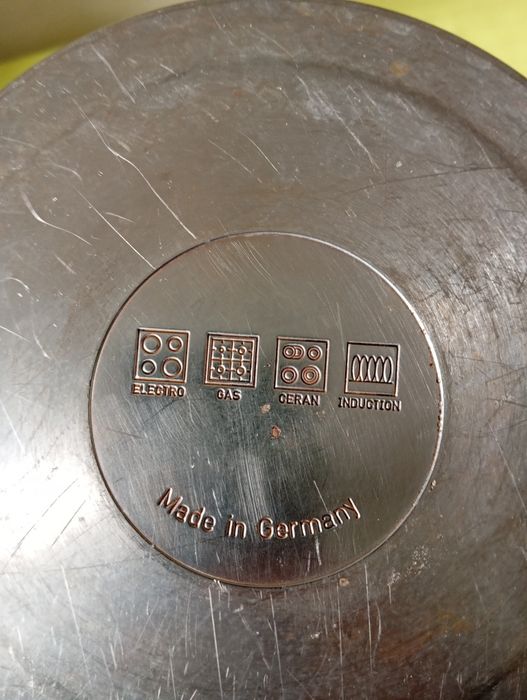 ELECTRO GAS CERAN INDUCTION
Made in Germany